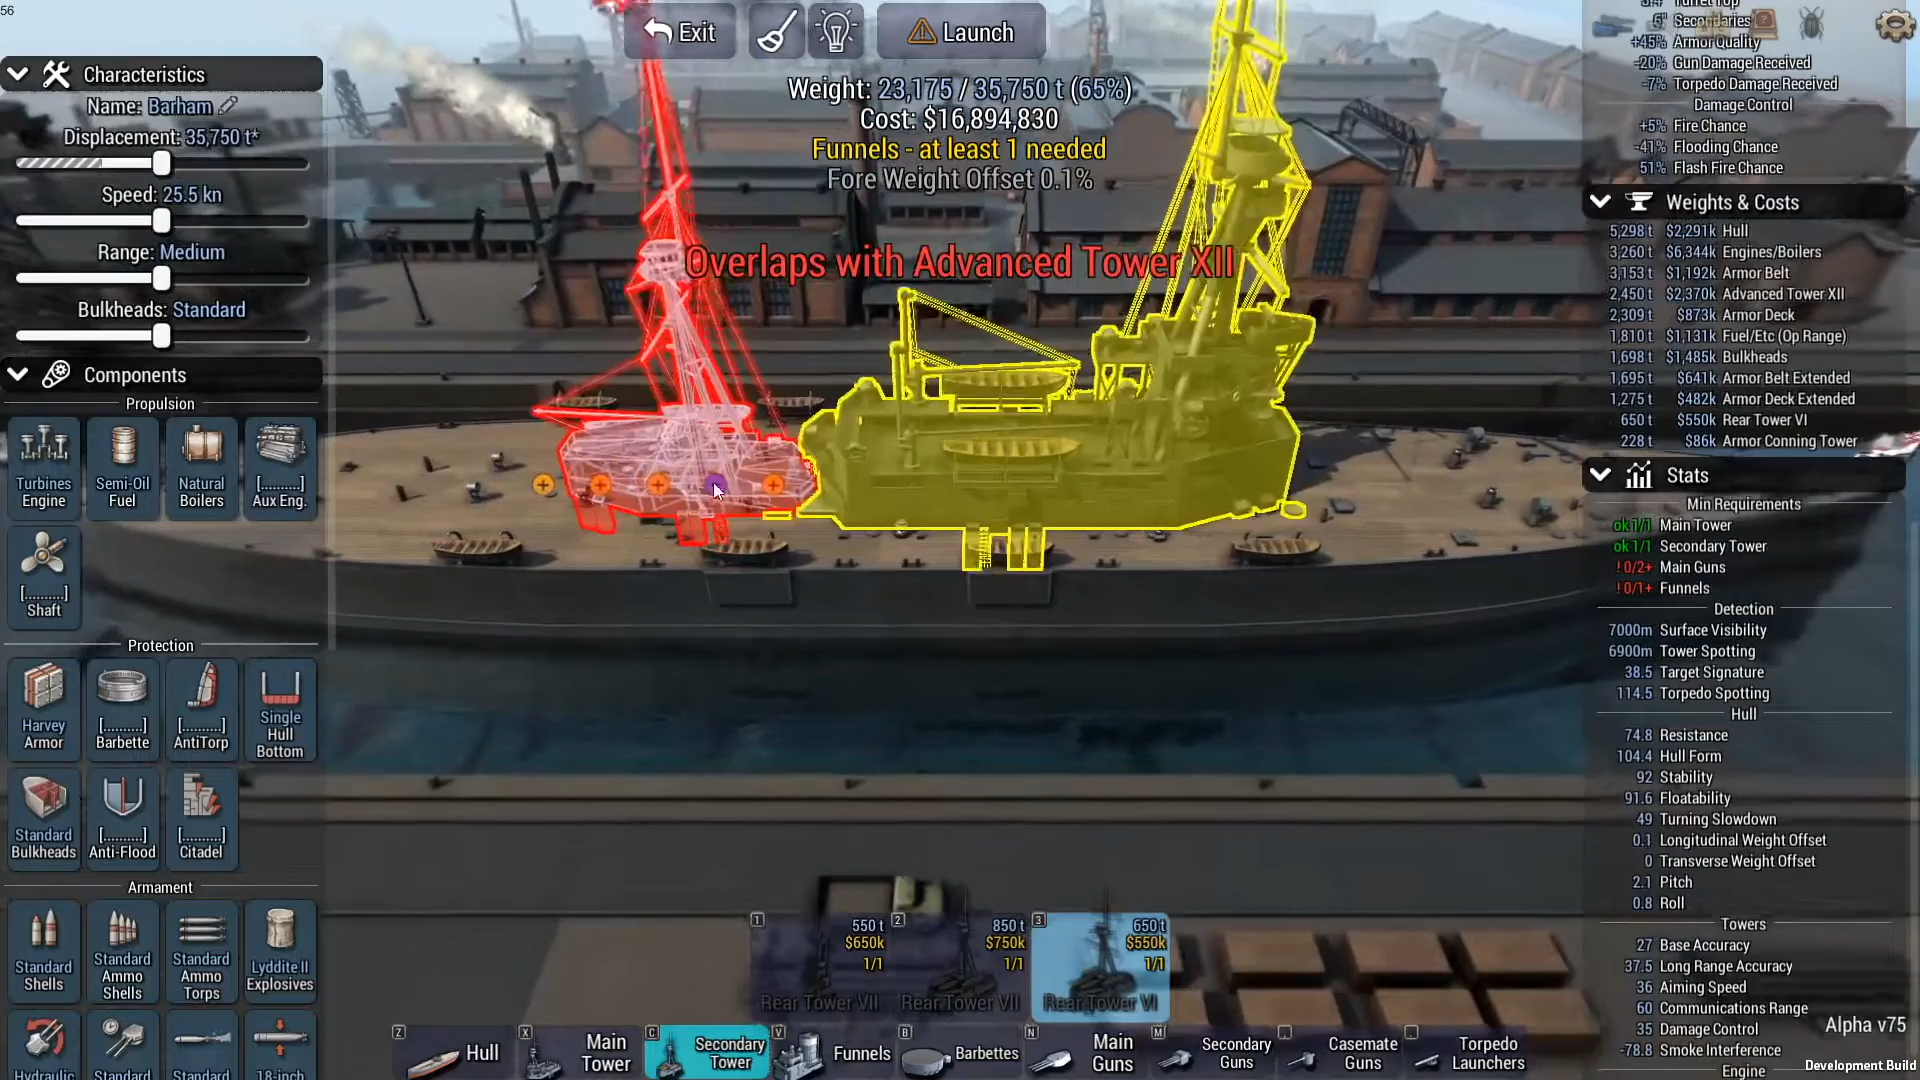 56
Exit
Launch
Weight: 23,175 / 35,750 t (65%)
Cost: $16,894,830
Funnels - at least 1 needed
Fore Weight Offset 0.1%
Overlaps with Advanced Tower XII
Characteristics
Name: Barham
Displacement: 35,750 t*
Speed: 25.5 kn
Range: Medium
Bulkheads: Standard
Components
Propulsion
Turbines Engine
Semi-Oil Fuel
Natural Boilers
[..........] Aux Eng.
[..........] Shaft
Protection
Harvey Armor
[..........] Barbette
[..........] AntiTorp
Single Hull Bottom
Standard Bulkheads
[..........] Anti-Flood
[..........] Citadel
Armament
Standard Shells
Standard Ammo Shells
Standard Ammo Torps
Lyddite II Explosives
Hydraulic
Standard
Standard
18-inch
Turret Top
5" Secondaries
+45% Armor Quality
-20% Gun Damage Received
-7% Torpedo Damage Received
Damage Control
+5% Fire Chance
-41% Flooding Chance
51% Flash Fire Chance
Weights & Costs
5,298 t $2,291k Hull
3,260 t $6,344k Engines/Boilers
3,153 t $1,192k Armor Belt
2,450 t $2,370k Advanced Tower XII
2,309 t $873k Armor Deck
1,810 t $1,131k Fuel/Etc (Op Range)
1,698 t $1,485k Bulkheads
1,695 t $641k Armor Belt Extended
1,275 t $482k Armor Deck Extended
650 t $550k Rear Tower VI
228 t $86k Armor Conning Tower
Stats
Min Requirements
ok 1/1 Main Tower
ok 1/1 Secondary Tower
! 0/2+ Main Guns
! 0/1+ Funnels
Detection
7000m Surface Visibility
6900m Tower Spotting
38.5 Target Signature
114.5 Torpedo Spotting
Hull
74.8 Resistance
104.4 Hull Form
92 Stability
91.6 Floatability
49 Turning Slowdown
0.1 Longitudinal Weight Offset
0 Transverse Weight Offset
2.1 Pitch
0.8 Roll
Towers
27 Base Accuracy
37.5 Long Range Accuracy
36 Aiming Speed
60 Communications Range
35 Damage Control
-78.8 Smoke Interference
Engine
Alpha v75
Development Build
1 550 t $650k 1/1 Rear Tower VII
2 850 t $750k 1/1 Rear Tower VII
3 650 t $550k 1/1 Rear Tower VI
Z Hull
X Main Tower
C Secondary Tower
V Funnels
B Barbettes
N Main Guns
M Secondary Guns
Casemate Guns
Torpedo Launchers